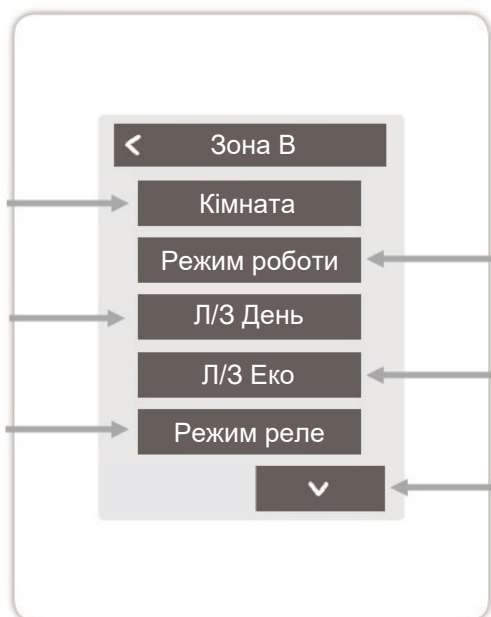 Зона В
Кімната
Режим роботи
Л/З День
Л/З Еко
Режим реле